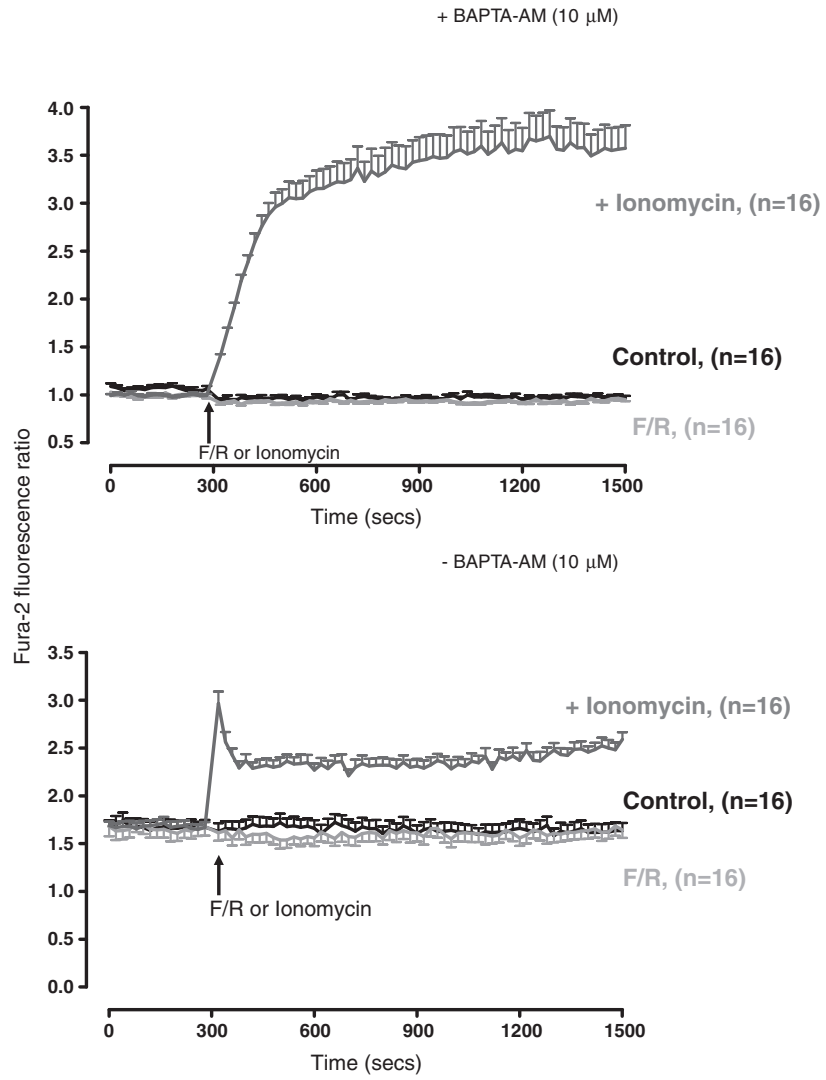 + BAPTA-AM (10 μM)
4.0
3.5
3.0
+ Ionomycin, (n=16)
2.5
2.0
1.5
Control, (n=16)
1.0
F/R, (n=16)
0.5
F/R or Ionomycin
0 300 600 900 1200 1500
Time (secs)
Fura-2 fluorescence ratio
- BAPTA-AM (10 μM)
3.5
3.0
+ Ionomycin, (n=16)
2.5
2.0
Control, (n=16)
1.5
F/R, (n=16)
1.0
F/R or Ionomycin
0.5
0.0
0 300 600 900 1200 1500
Time (secs)